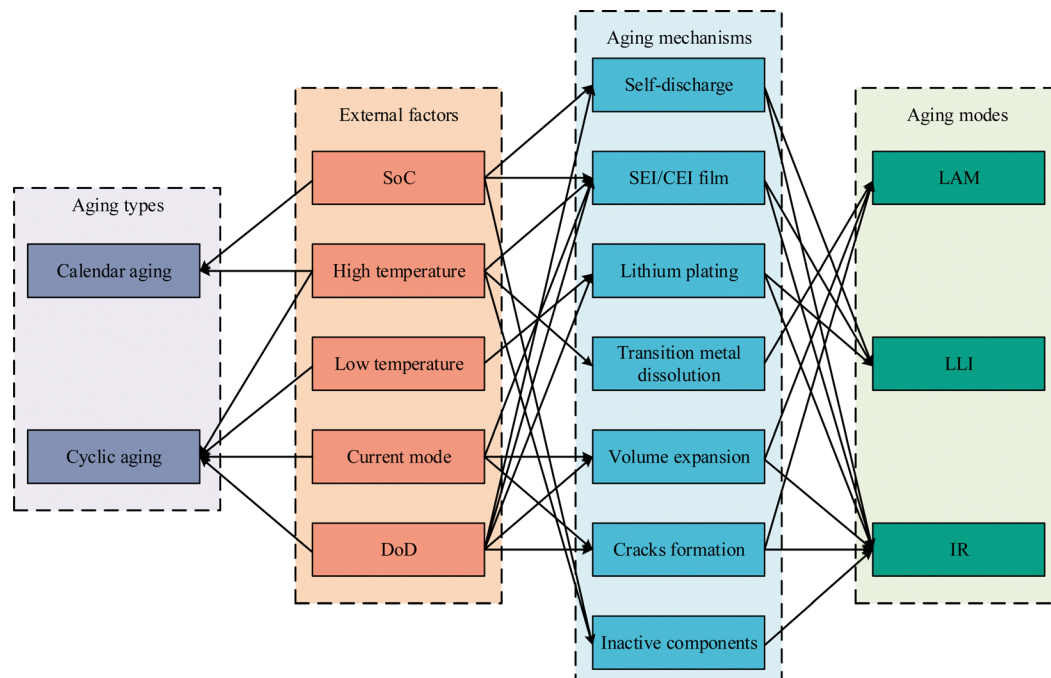 Aging types
Calendar aging
Cyclic aging
External factors
SoC
High temperature
Low temperature
Current mode
DoD
Aging mechanisms
Self-discharge
SEI/CEI film
Lithium plating
Transition metal
dissolution
Volume expansion
Cracks formation
Inactive components
Aging modes
LAM
LLI
IR